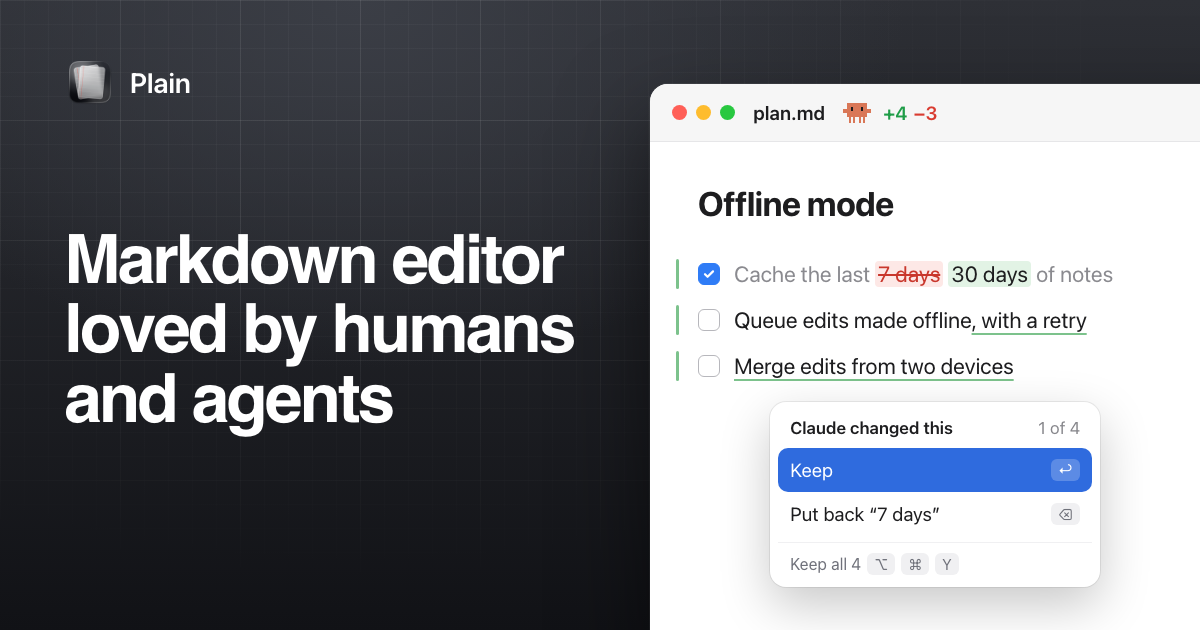 Plain
Markdown editor
loved by humans
and agents
plan.md +4 −3
Offline mode
Cache the last 7 days 30 days of notes
Queue edits made offline, with a retry
Merge edits from two devices
Claude changed this 1 of 4
Keep ↩
Put back “7 days” ⌫
Keep all 4 ⌥ ⌘ Y